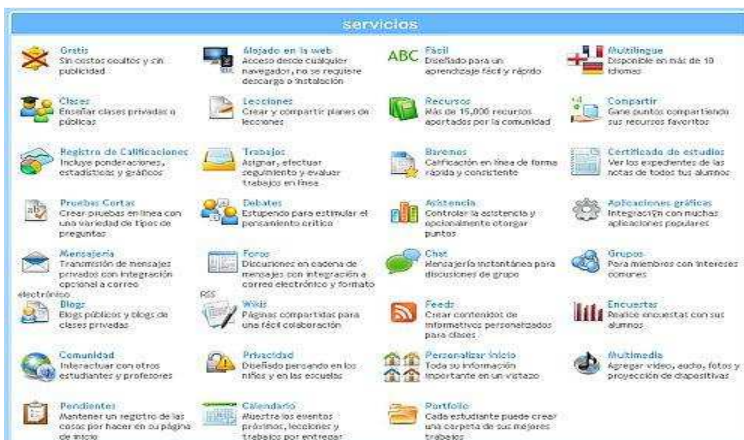 servicios
Gratis
Sin costos ocultos y sin
publicidad
Alojado en la web
Acceso desde cualquier
navegador, no se requiere
descarga o instalación
ABC
Fácil
Diseñado para un
aprendizaje fácil y rápido
Multilingue
Disponible en más de 10
idiomas
Clases
Enseñar clases privadas o
públicas
Lecciones
Crear y compartir planes de
lecciones
Recursos
Más de 15,000 recursos
aportados por la comunidad
Compartir
Gane puntos compartiendo
sus recursos favoritos
Registro de Calificaciones
Incluye ponderaciones,
estadísticas y gráficos
Trabajos
Asignar, efectuar
seguimiento y evaluar
trabajos en línea
Baremos
Calificación en línea de forma
rápida y consistente
Certificado de estudios
Ver los expedientes de las
notas de todos tus alumnos
Pruebas Cortas
Crear pruebas en línea con
una variedad de tipos de
preguntas
Debates
Estupendo para estimular el
pensamiento crítico
Asistencia
Controlar la asistencia y
opcionalmente otorgar
puntos
Aplicaciones gráficas
Integración con muchas
aplicaciones populares
Mensajería
Transmisión de mensajes
privados con integración
opcional a correo
electrónico
Foros
Discusiones en cadena de
mensajes con integración a
correo electrónico y formato
RSS
Chat
Mensajería instantánea para
discusiones de grupo
Grupos
Para miembros con intereses
comunes
Blogs
Blogs públicos y blogs de
clases privadas
Wikis
Páginas compartidas para
una fácil colaboración
Feeds
Crear contenidos de
informativos personalizados
para clases
Encuestas
Realice encuestas con sus
alumnos
Comunidad
Interactuar con otros
estudiantes y profesores
Privacidad
Diseñado pensando en los
niños y en las escuelas
Personalizar inicio
Toda su información
importante en un vistazo
Multimedia
Agregar video, audio, fotos y
proyección de diapositivas
Pendientes
Mantener un registro de las
cosas por hacer en su página
de inicio
Calendario
Muestra los eventos
próximos, lecciones y
trabajos por entregar
Portfolio
Cada estudiante puede crear
una carpeta de sus mejores
trabajos